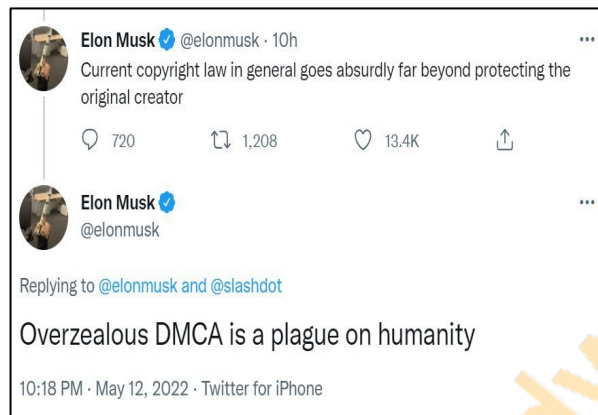 Elon Musk @elonmusk · 10h
Current copyright law in general goes absurdly far beyond protecting the
original creator
720 1,208 13.4K
Elon Musk
@elonmusk
Replying to @elonmusk and @slashdot
Overzealous DMCA is a plague on humanity
10:18 PM · May 12, 2022 · Twitter for iPhone